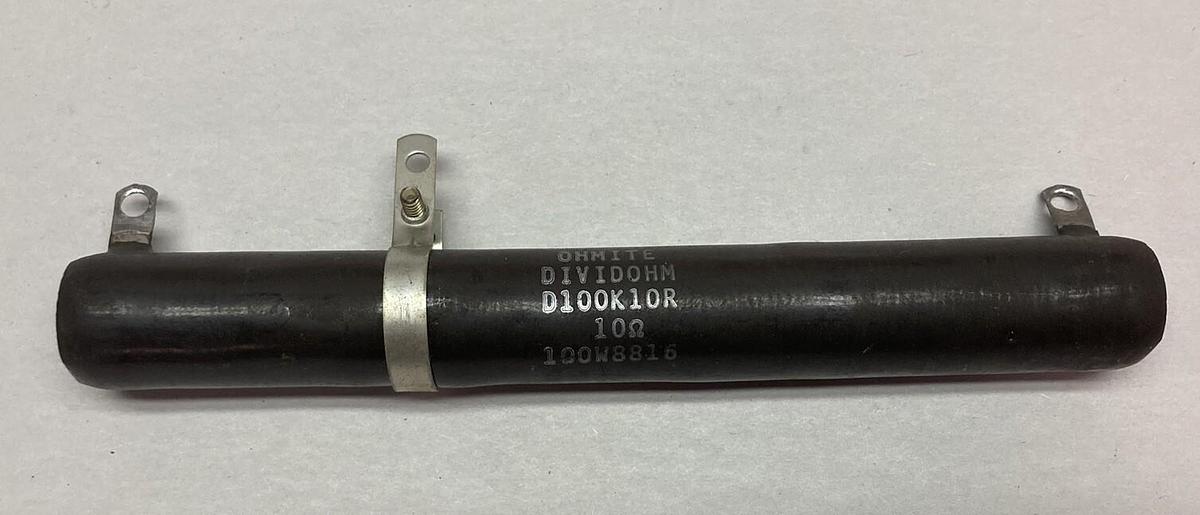 OHMITE
DIVIDOHM
D100K10R
10Ω
100W8816